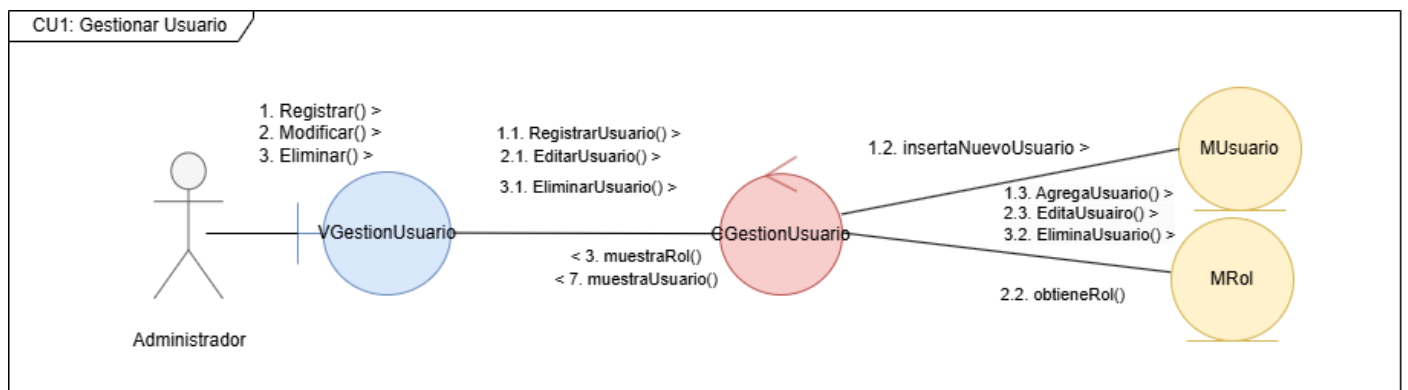 CU1: Gestionar Usuario
1. Registrar() >
2. Modificar() >
3. Eliminar() >
1.1. RegistrarUsuario() >
2.1. EditarUsuario() >
3.1. EliminarUsuario() >
1.2. insertaNuevoUsuario >
MUsuario
1.3. AgregaUsuario() >
2.3. EditaUsuairo() >
3.2. EliminaUsuario() >
VGestionUsuario
CGestionUsuario
< 3. muestraRol()
< 7. muestraUsuario()
MRol
2.2. obtieneRol()
Administrador